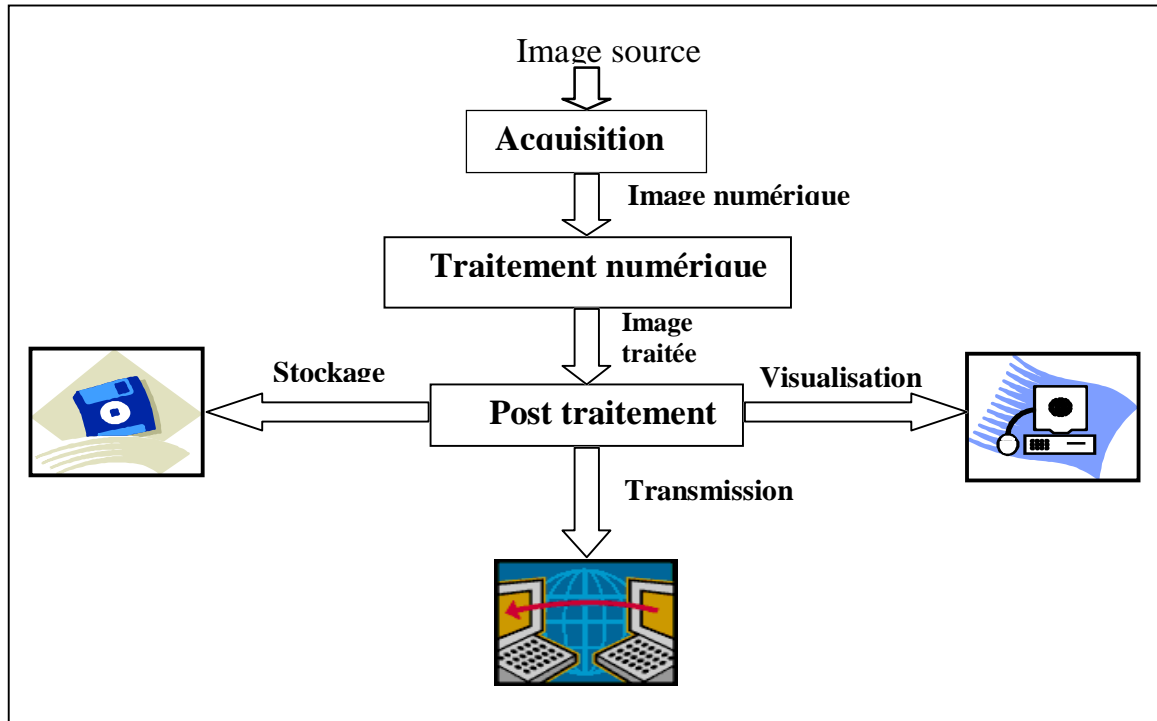 Image source
Acquisition
Image numérique
Traitement numérique
Image
traitée
Stockage
Visualisation
Post traitement
Transmission